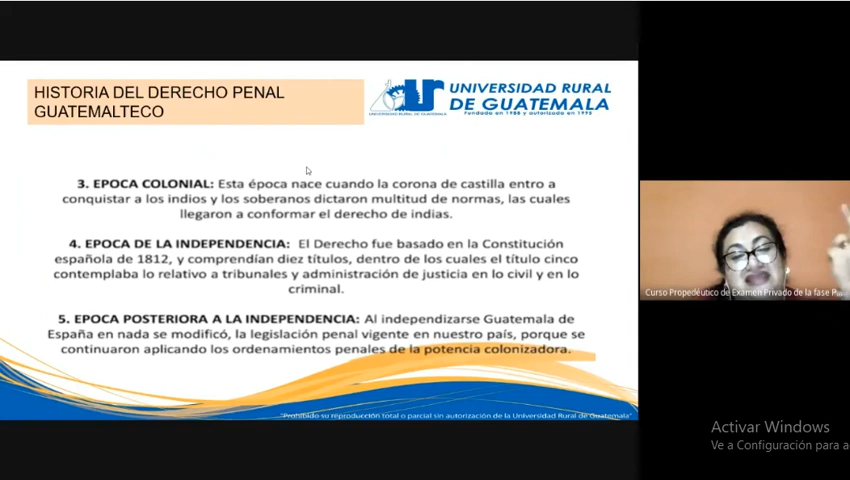 HISTORIA DEL DERECHO PENAL
GUATEMALTECO
UNIVERSIDAD RURAL
DE GUATEMALA
UNIVERSIDAD RURAL DE GUATEMALA
3. EPOCA COLONIAL: Esta época nace cuando la corona de castilla entro a
conquistar a los indios y los soberanos dictaron multitud de normas, las cuales
llegaron a conformar el derecho de indias.
4. EPOCA DE LA INDEPENDENCIA: El Derecho fue basado en la Constitución
española de 1812, y comprendían diez títulos, dentro de los cuales el título cinco
contemplaba lo relativo a tribunales y administración de justicia en lo civil y en lo
criminal.
5. EPOCA POSTERIORA A LA INDEPENDENCIA: Al independizarse Guatemala de
España en nada se modificó, la legislación penal vigente en nuestro país, porque se
continuaron aplicando los ordenamientos penales de la potencia colonizadora.
"Prohibido su reproducción total o parcial sin autorización de la Universidad Rural de Guatemala"
Curso Propedéutico de Examen Privado de la fase
Activar Windows
Ve a Configuración para a